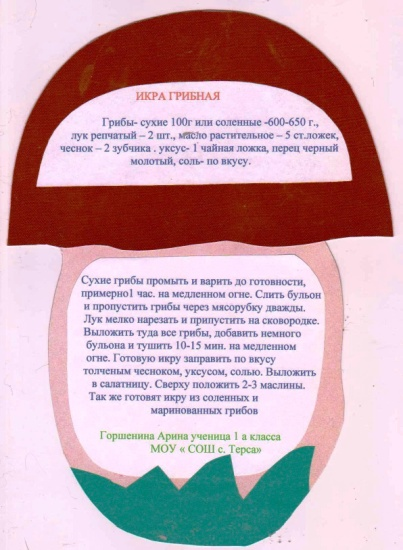 ИКРА ГРИБНАЯ
Грибы- сухие 100г или соленные -600-650 г.,
лук репчатый – 2 шт., масло растительное – 5 ст.ложек,
чеснок – 2 зубчика . уксус- 1 чайная ложка, перец черный
молотый, соль- по вкусу.
Сухие грибы промыть и варить до готовности,
примерно1 час. на медленном огне. Слить бульон
и пропустить грибы через мясорубку дважды.
Лук мелко нарезать и припустить на сковородке.
Выложить туда все грибы, добавить немного
бульона и тушить 10-15 мин. на медленном
огне. Готовую икру заправить по вкусу
толченым чесноком, уксусом, солью. Выложить
в салатницу. Сверху положить 2-3 маслины.
Так же готовят икру из соленных и
маринованных грибов
Горшенина Арина ученица 1 а класса
МОУ « СОШ с. Терса»